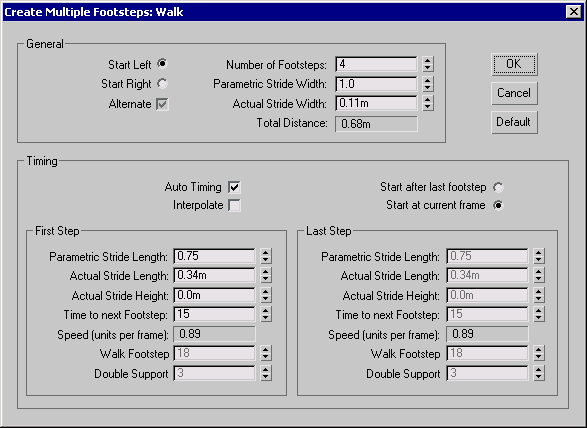 Create Multiple Footsteps: Walk
General
Start Left
Start Right
Alternate
Number of Footsteps: 4
Parametric Stride Width: 1.0
Actual Stride Width: 0.11m
Total Distance: 0.68m
OK
Cancel
Default
Timing
Auto Timing
Interpolate
Start after last footstep
Start at current frame
First Step
Parametric Stride Length: 0.75
Actual Stride Length: 0.34m
Actual Stride Height: 0.0m
Time to next Footstep: 15
Speed (units per frame): 0.89
Walk Footstep 18
Double Support 3
Last Step
Parametric Stride Length: 0.75
Actual Stride Length: 0.34m
Actual Stride Height: 0.0m
Time to next Footstep: 15
Speed (units per frame): 0.89
Walk Footstep 18
Double Support 3